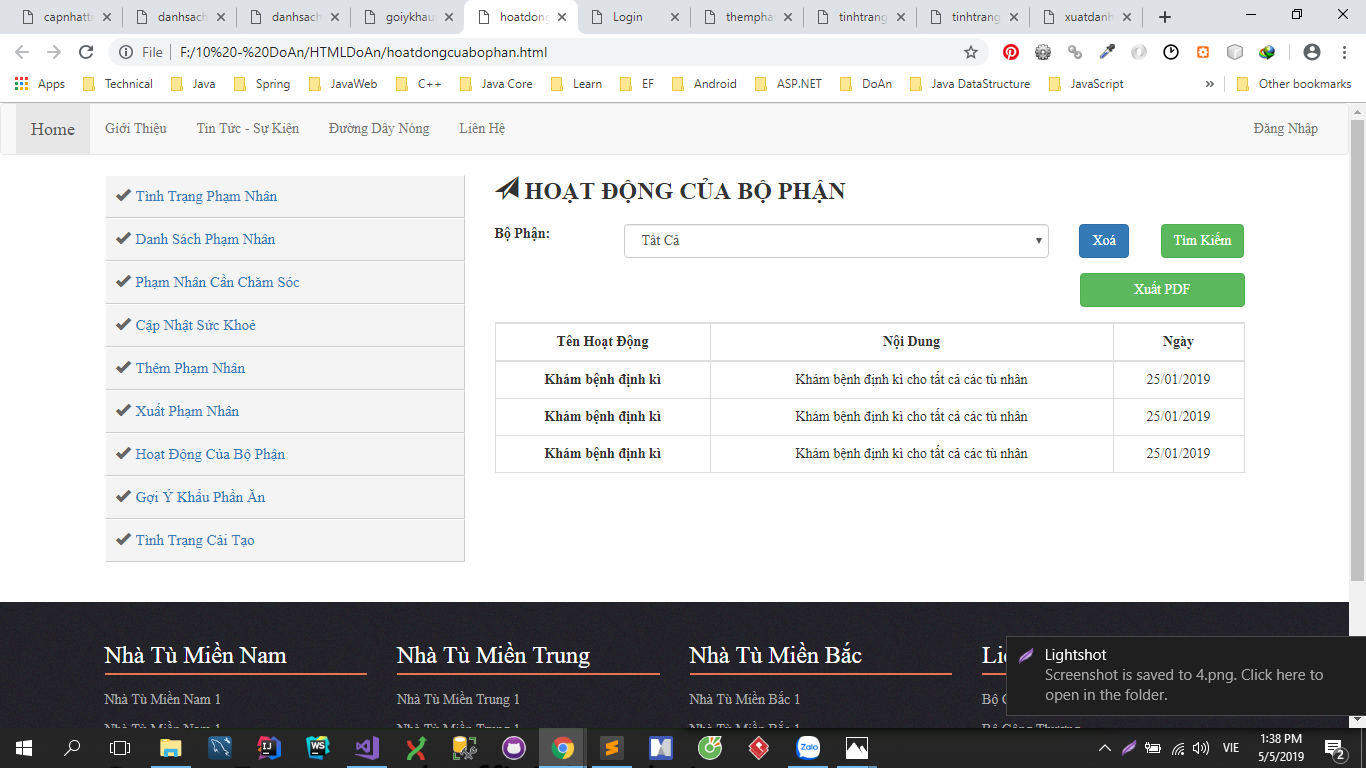 capnhatti
danhsach
danhsach
goiykhau
hoatdong
Login
themphai
tinhtrang
tinhtrang
xuatdanh
File F:/10%20-%20DoAn/HTMLDoAn/hoatdongcuabophan.html
Apps Technical Java Spring JavaWeb C++ Java Core Learn EF Android ASP.NET DoAn Java DataStructure JavaScript » Other bookmarks
Home Giới Thiệu Tin Tức - Sự Kiện Đường Dây Nóng Liên Hệ Đăng Nhập
Tình Trạng Phạm Nhân
Danh Sách Phạm Nhân
Phạm Nhân Cần Chăm Sóc
Cập Nhật Sức Khoẻ
Thêm Phạm Nhân
Xuất Phạm Nhân
Hoạt Động Của Bộ Phận
Gợi Ý Khẩu Phần Ăn
Tình Trạng Cải Tạo
HOẠT ĐỘNG CỦA BỘ PHẬN
Bộ Phận: Tất Cả Xoá Tìm Kiếm
Xuất PDF
Tên Hoạt Động Nội Dung Ngày
Khám bệnh định kì Khám bệnh định kì cho tất cả các tù nhân 25/01/2019
Khám bệnh định kì Khám bệnh định kì cho tất cả các tù nhân 25/01/2019
Khám bệnh định kì Khám bệnh định kì cho tất cả các tù nhân 25/01/2019
Nhà Tù Miền Nam
Nhà Tù Miền Nam 1
Nhà Tù Miền Nam 1
Nhà Tù Miền Trung
Nhà Tù Miền Trung 1
Nhà Tù Miền Trung 1
Nhà Tù Miền Bắc
Nhà Tù Miền Bắc 1
Nhà Tù Miền Bắc 1
Bộ Công Thương
Lightshot
Screenshot is saved to 4.png. Click here to
open in the folder.
VIE
1:38 PM
5/5/2019
2